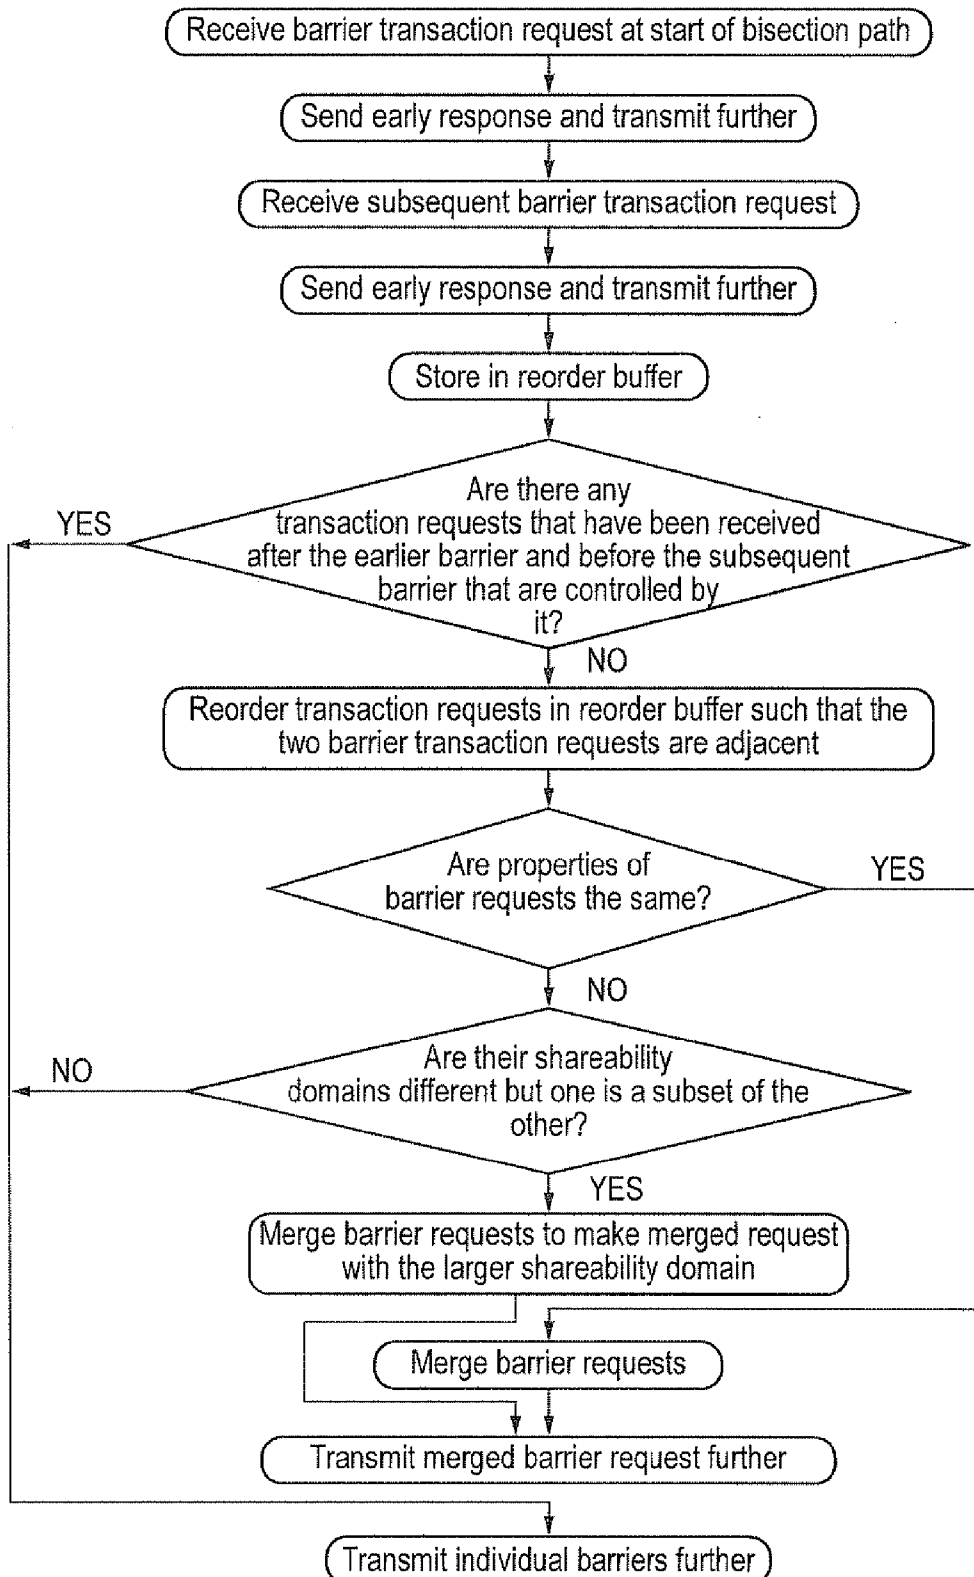 Receive barrier transaction request at start of bisection path
Send early response and transmit further
Receive subsequent barrier transaction request
Send early response and transmit further
Store in reorder buffer
Are there any
transaction requests that have been received
after the earlier barrier and before the subsequent
barrier that are controlled by
it?
YES
NO
Reorder transaction requests in reorder buffer such that the
two barrier transaction requests are adjacent
Are properties of
barrier requests the same?
YES
NO
Are their shareability
domains different but one is a subset of the
other?
NO
YES
Merge barrier requests to make merged request
with the larger shareability domain
Merge barrier requests
Transmit merged barrier request further
Transmit individual barriers further